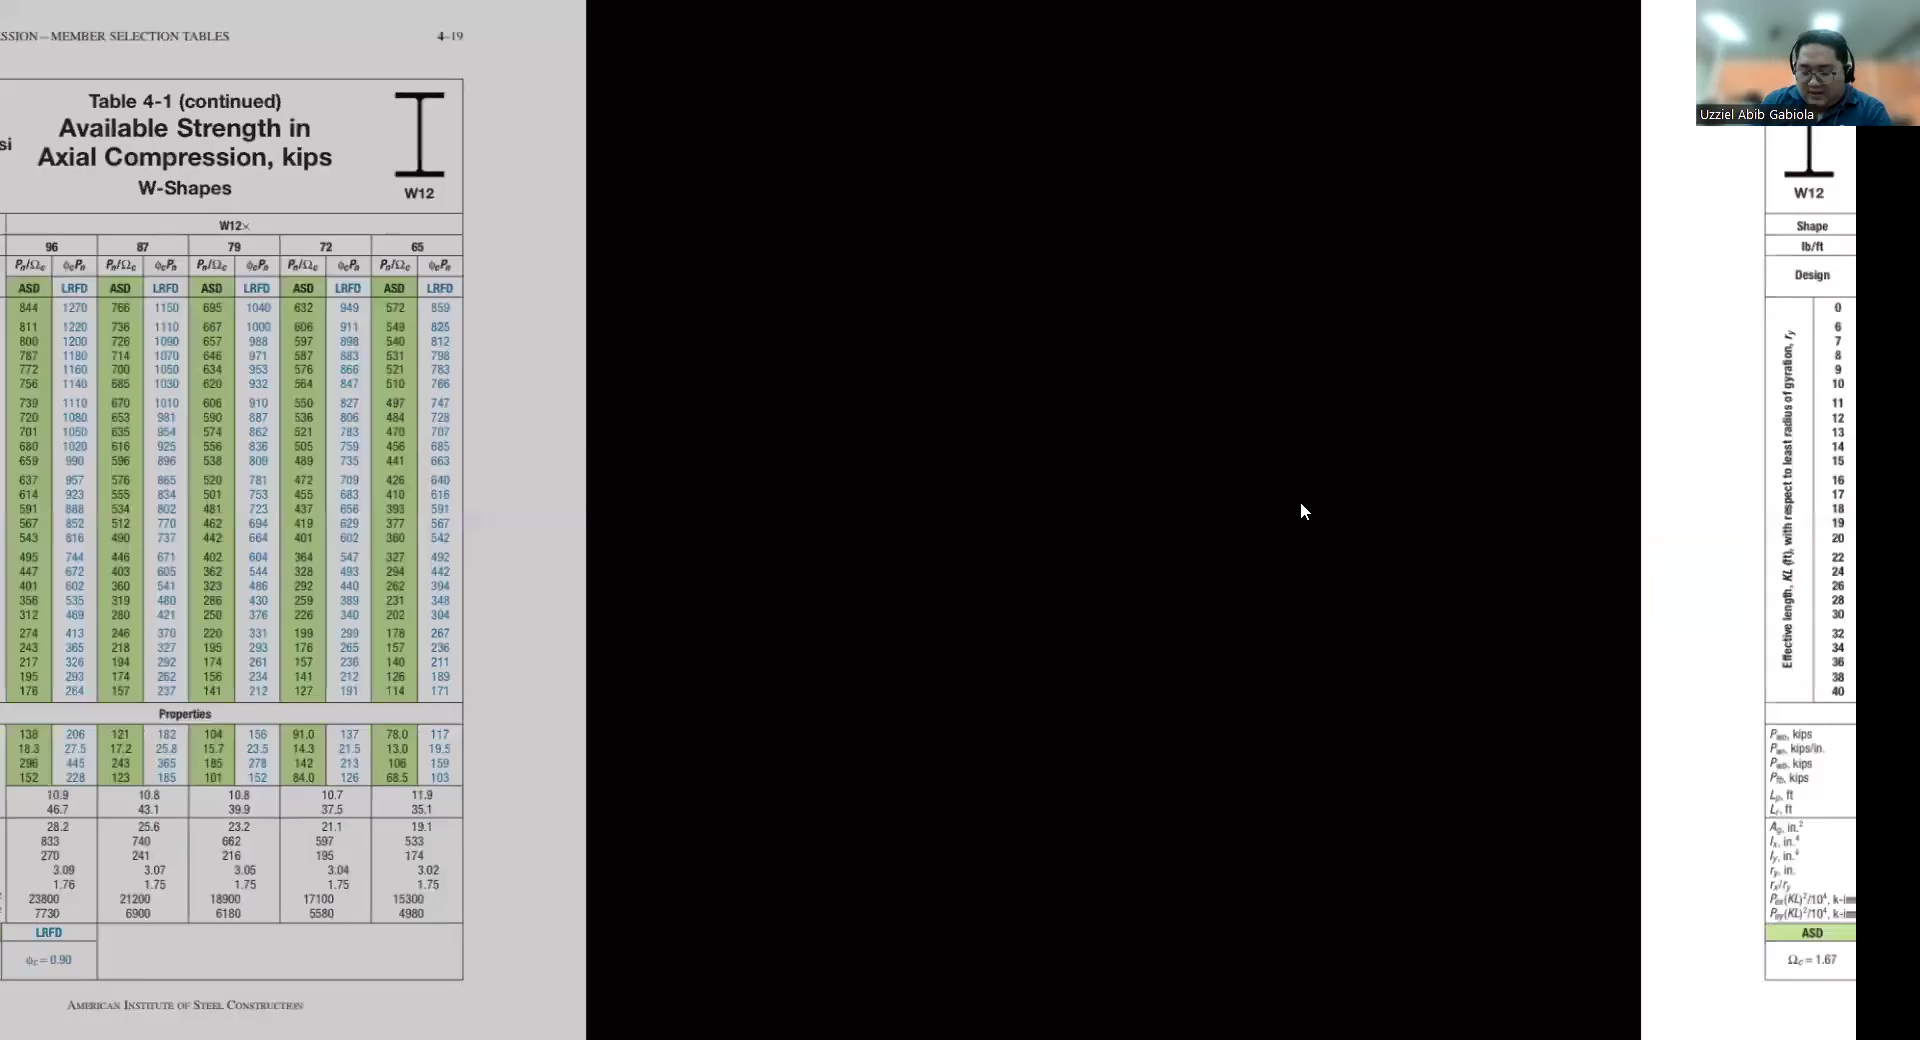 SSION—MEMBER SELECTION TABLES 4–19
Table 4-1 (continued)
Available Strength in
Axial Compression, kips
W-Shapes
si
W12
W12×
96 87 79 72 65
Pn/Ωc ϕcPn Pn/Ωc ϕcPn Pn/Ωc ϕcPn Pn/Ωc ϕcPn Pn/Ωc ϕcPn
ASD LRFD ASD LRFD ASD LRFD ASD LRFD ASD LRFD
844 1270 766 1150 695 1040 632 949 572 859
811 1220 736 1110 667 1000 606 911 549 825
800 1200 726 1090 657 988 597 898 540 812
787 1180 714 1070 646 971 587 883 531 798
772 1160 700 1050 634 953 576 866 521 783
756 1140 685 1030 620 932 564 847 510 766
739 1110 670 1010 606 910 550 827 497 747
720 1080 653 981 590 887 536 806 484 728
701 1050 635 954 574 862 521 783 470 707
680 1020 616 925 556 836 505 759 456 685
659 990 596 896 538 809 489 735 441 663
637 957 576 865 520 781 472 709 426 640
614 923 555 834 501 753 455 683 410 616
591 888 534 802 481 723 437 656 393 591
567 852 512 770 462 694 419 629 377 567
543 816 490 737 442 664 401 602 360 542
495 744 446 671 402 604 364 547 327 492
447 672 403 605 362 544 328 493 294 442
401 602 360 541 323 486 292 440 262 394
356 535 319 480 286 430 259 389 231 348
312 469 280 421 250 376 226 340 202 304
274 413 246 370 220 331 199 299 178 267
243 365 218 327 195 293 176 265 157 236
217 326 194 292 174 261 157 236 140 211
195 293 174 262 156 234 141 212 126 189
176 264 157 237 141 212 127 191 114 171
Properties
138 206 121 182 104 156 91.0 137 78.0 117
18.3 27.5 17.2 25.8 15.7 23.5 14.3 21.5 13.0 19.5
296 445 243 365 185 278 142 213 106 159
152 228 123 185 101 152 84.0 126 68.5 103
10.9 10.8 10.8 10.7 11.9
46.7 43.1 39.9 37.5 35.1
28.2 25.6 23.2 21.1 19.1
833 740 662 597 533
270 241 216 195 174
3.09 3.07 3.05 3.04 3.02
1.76 1.75 1.75 1.75 1.75
23800 21200 18900 17100 15300
7730 6900 6180 5580 4980
LRFD
ϕc = 0.90
AMERICAN INSTITUTE OF STEEL CONSTRUCTION
Uzziel Abib Gabiola
W12
Shape
lb/ft
Design
Effective length, KL (ft), with respect to least radius of gyration, ry
0
6
7
8
9
10
11
12
13
14
15
16
17
18
19
20
22
24
26
28
30
32
34
36
38
40
Pwo, kips
Pwi, kips/in.
Pwb, kips
Pfb, kips
Lp, ft
Lr, ft
Ag, in.²
Ix, in.⁴
Iy, in.⁴
ry, in.
rx/ry
Pex(KL)²/10⁴, k-in
Pey(KL)²/10⁴, k-in
ASD
Ωc = 1.67